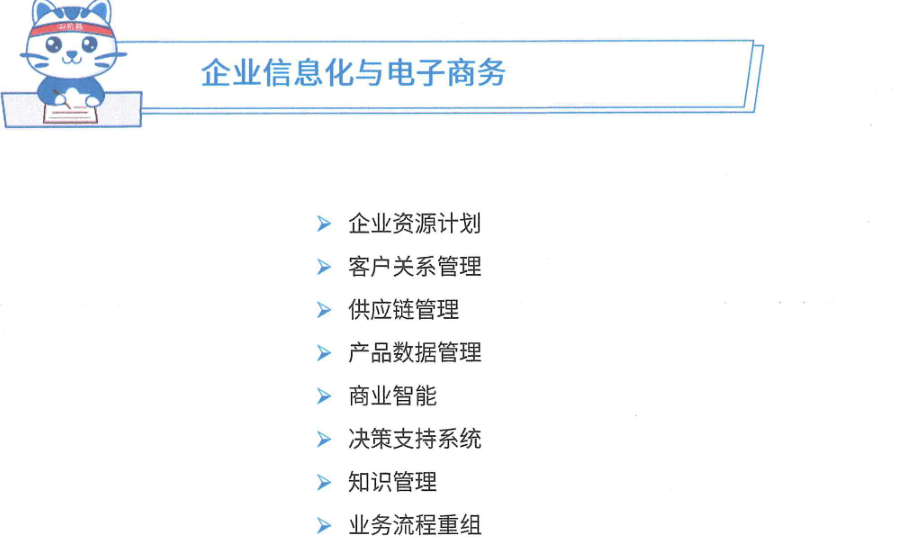 企业信息化与电子商务
企业资源计划
客户关系管理
供应链管理
产品数据管理
商业智能
决策支持系统
知识管理
业务流程重组